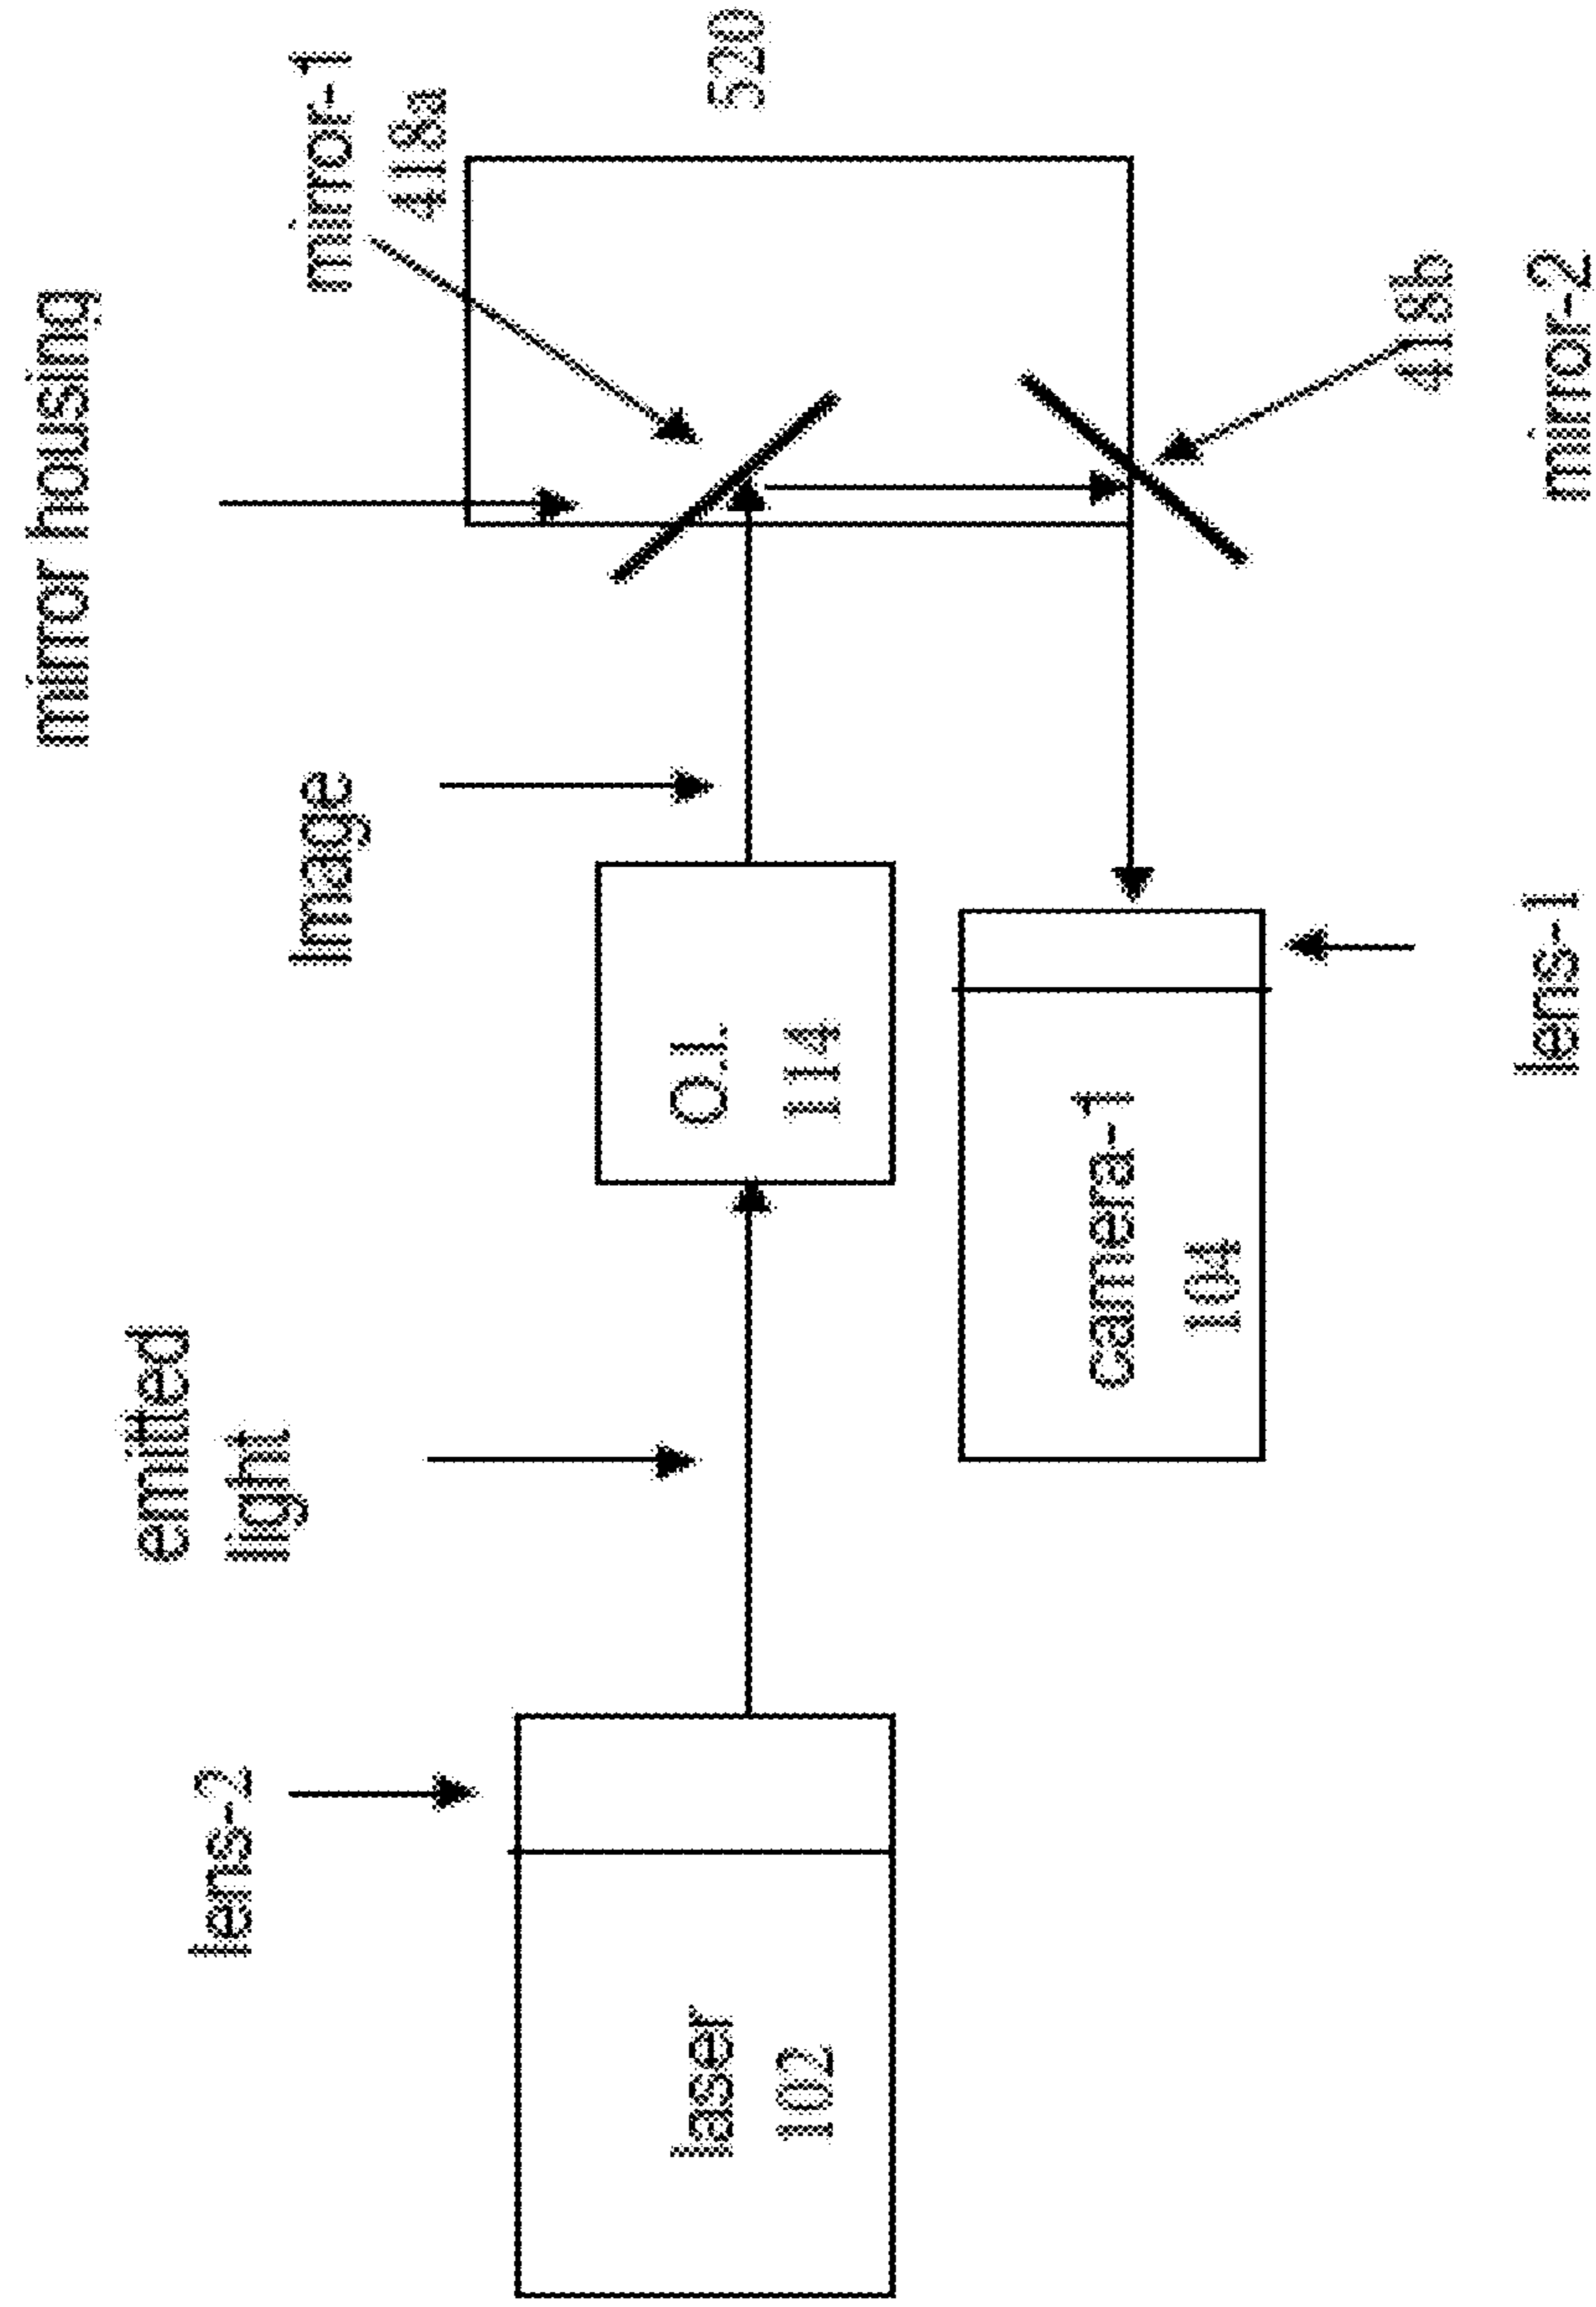 mirror housing
mirror-1
418a
520
Image
emitted
light
lens-2
laser
102
O.I.
114
camera-1
104
lens-1
418b
mirror-2